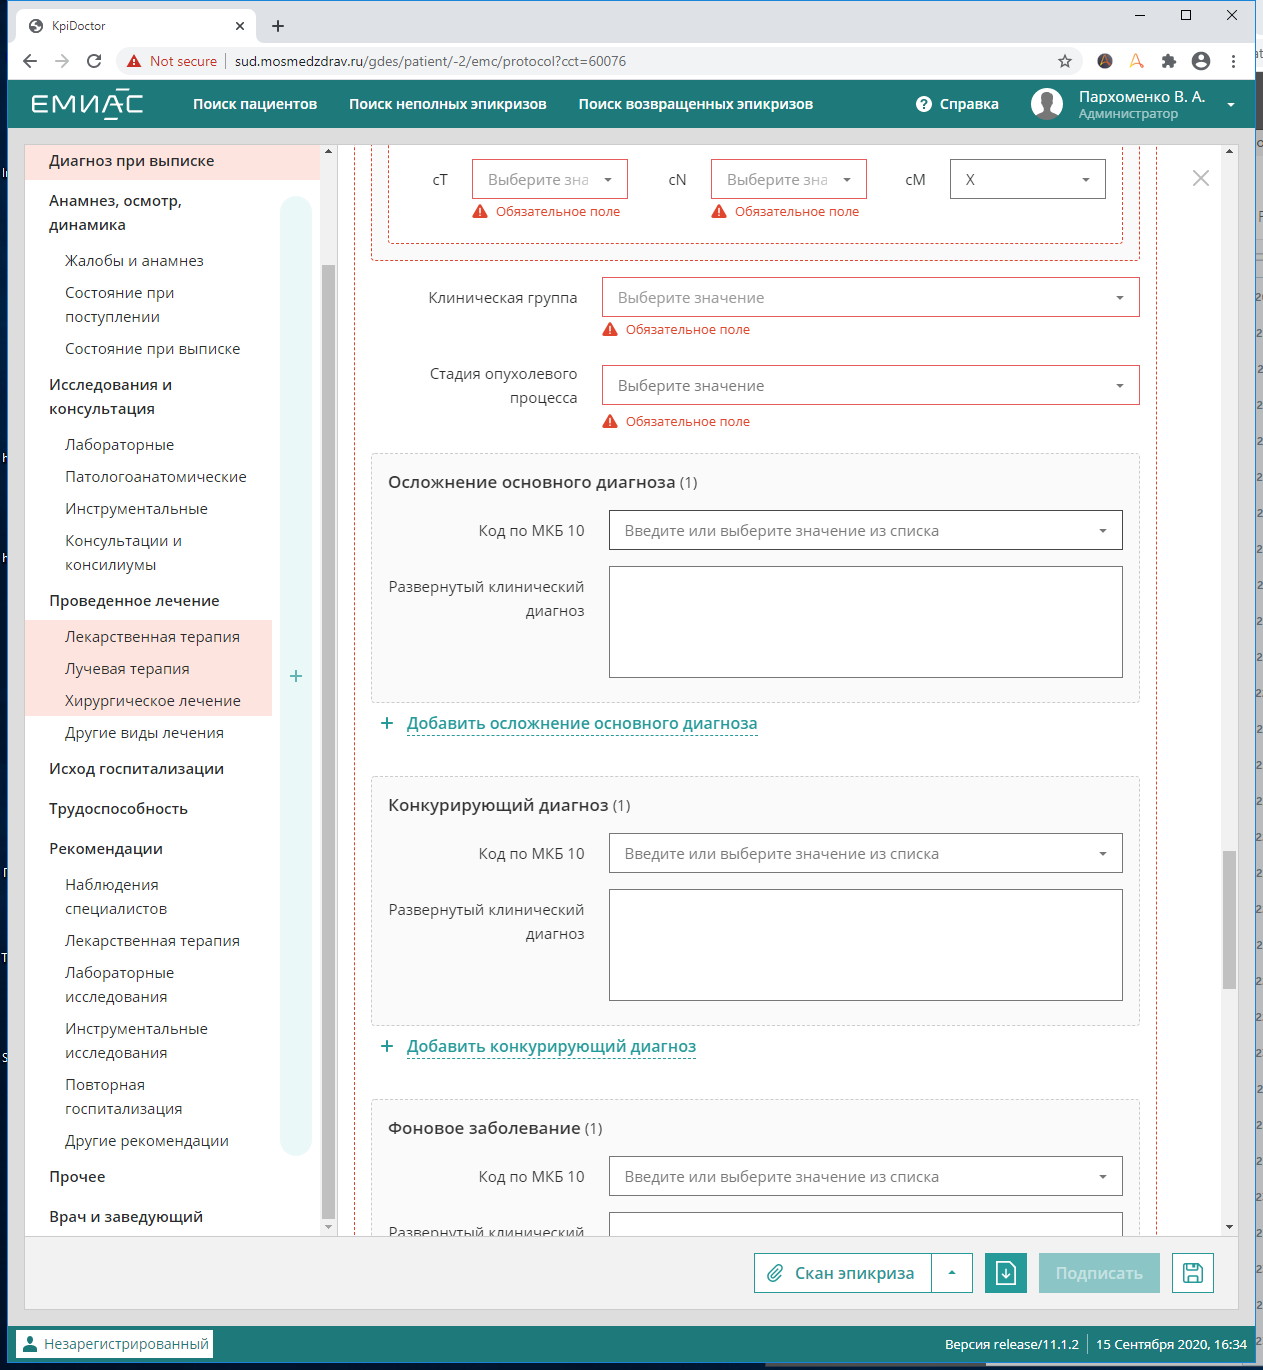 KpiDoctor
Not secure
sud.mosmedzdrav.ru/gdes/patient/-2/emc/protocol?cct=60076
ЕМИАС
Поиск пациентов
Поиск неполных эпикризов
Поиск возвращенных эпикризов
Справка
Пархоменко В. А.
Администратор
Диагноз при выписке
Анамнез, осмотр,
динамика
Жалобы и анамнез
Состояние при
поступлении
Состояние при выписке
Исследования и
консультация
Лабораторные
Патологоанатомические
Инструментальные
Консультации и
консилиумы
Проведенное лечение
Лекарственная терапия
Лучевая терапия
Хирургическое лечение
Другие виды лечения
Исход госпитализации
Трудоспособность
Рекомендации
Наблюдения
специалистов
Лекарственная терапия
Лабораторные
исследования
Инструментальные
исследования
Повторная
госпитализация
Другие рекомендации
Прочее
Врач и заведующий
cT Выберите зна cN Выберите зна cM X
Обязательное поле Обязательное поле
Клиническая группа Выберите значение
Обязательное поле
Стадия опухолевого
процесса
Выберите значение
Обязательное поле
Осложнение основного диагноза (1)
Код по МКБ 10 Введите или выберите значение из списка
Развернутый клинический
диагноз
+ Добавить осложнение основного диагноза
Конкурирующий диагноз (1)
Код по МКБ 10 Введите или выберите значение из списка
Развернутый клинический
диагноз
+ Добавить конкурирующий диагноз
Фоновое заболевание (1)
Код по МКБ 10 Введите или выберите значение из списка
Развернутый клинический
Скан эпикриза
Подписать
Незарегистрированный
Версия release/11.1.2
15 Сентября 2020, 16:34